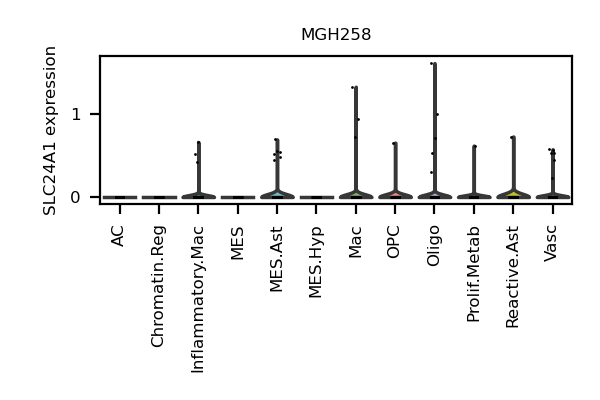 MGH258
SLC24A1 expression
1
0
AC
Chromatin.Reg
Inflammatory.Mac
MES
MES.Ast
MES.Hyp
Mac
OPC
Oligo
Prolif.Metab
Reactive.Ast
Vasc